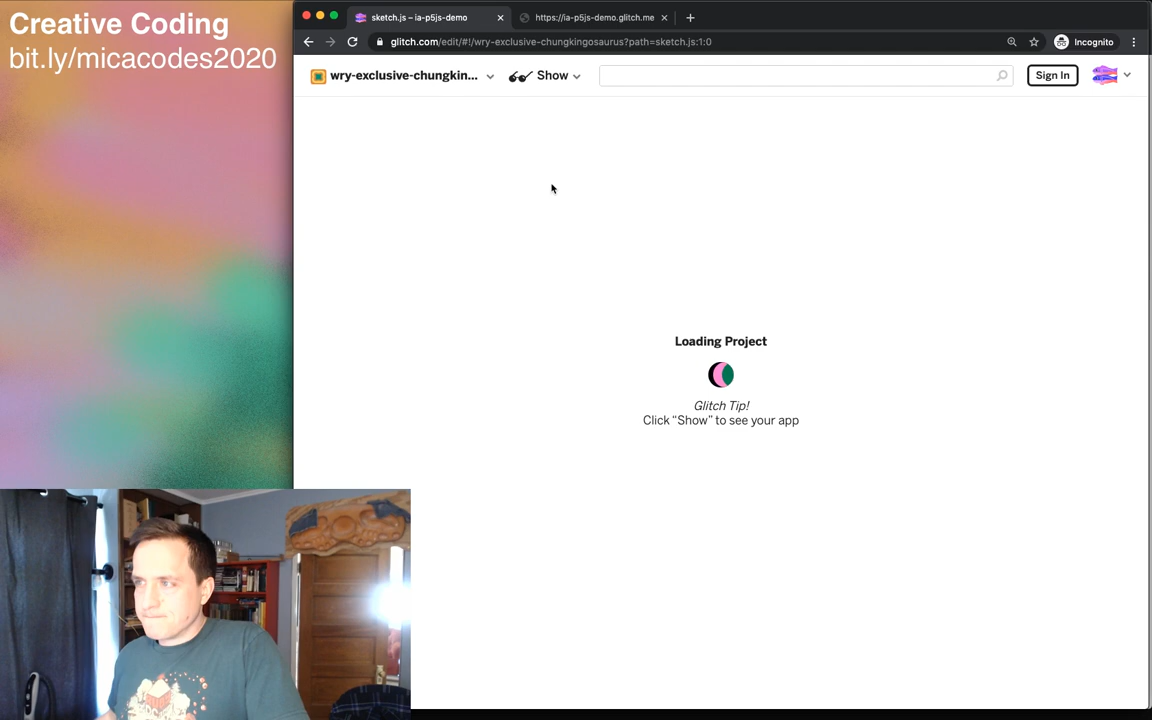 Creative Coding
bit.ly/micacodes2020
sketch.js – ia-p5js-demo
https://ia-p5js-demo.glitch.me
glitch.com/edit/#!/wry-exclusive-chungkingosaurus?path=sketch.js:1:0
Incognito
wry-exclusive-chungkin...
Show
Sign In
Loading Project
Glitch Tip!
Click “Show” to see your app